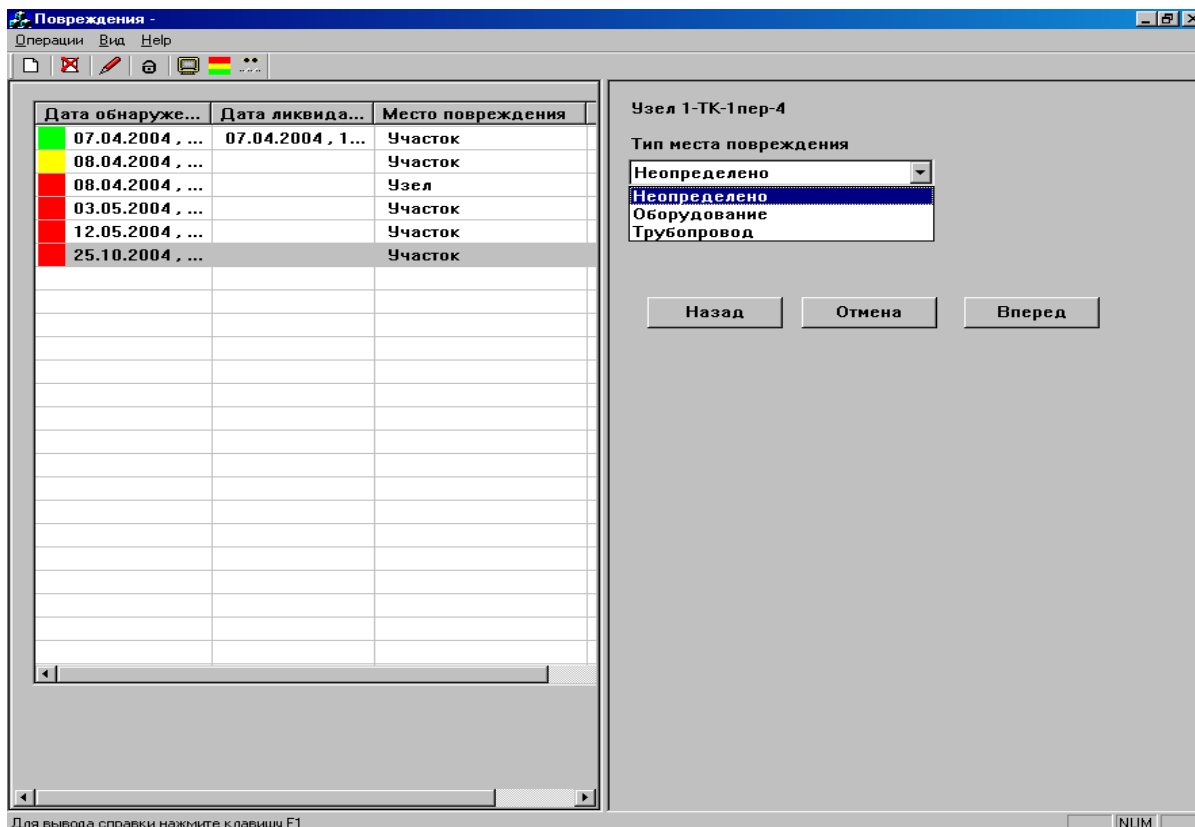 Повреждения -
Операции Вид Help
Дата обнаруже... Дата ликвида... Место повреждения
07.04.2004 , ... 07.04.2004 , 1... Участок
08.04.2004 , ... Участок
08.04.2004 , ... Узел
03.05.2004 , ... Участок
12.05.2004 , ... Участок
25.10.2004 , ... Участок
Узел 1-ТК-1пер-4
Тип места повреждения
Неопределено
Неопределено
Оборудование
Трубопровод
Назад Отмена Вперед
Для вывода справки нажмите клавишу F1
NUM